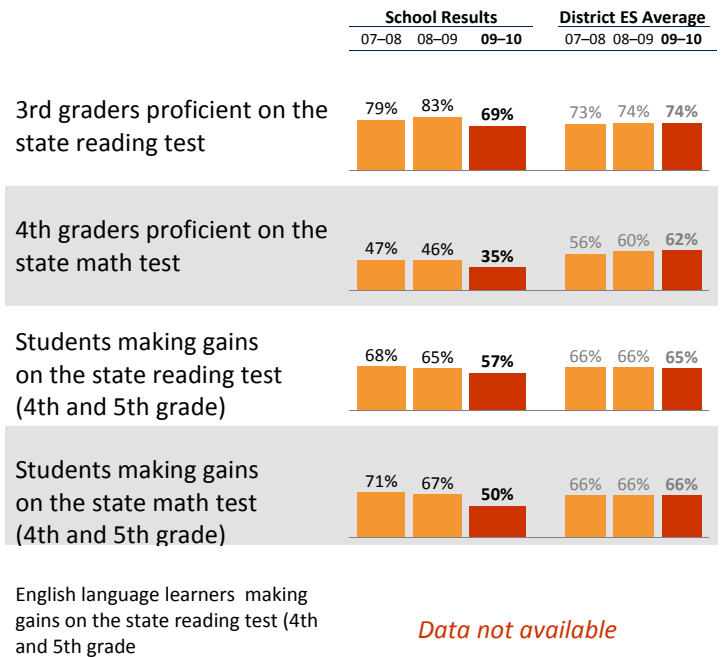 School Results District ES Average
07–08 08–09 09–10 07–08 08–09 09–10
3rd graders proficient on the
state reading test
79% 83% 69% 73% 74% 74%
4th graders proficient on the
state math test
47% 46% 35% 56% 60% 62%
Students making gains
on the state reading test
(4th and 5th grade)
68% 65% 57% 66% 66% 65%
Students making gains
on the state math test
(4th and 5th grade)
71% 67% 50% 66% 66% 66%
English language learners making
gains on the state reading test (4th
and 5th grade
Data not available